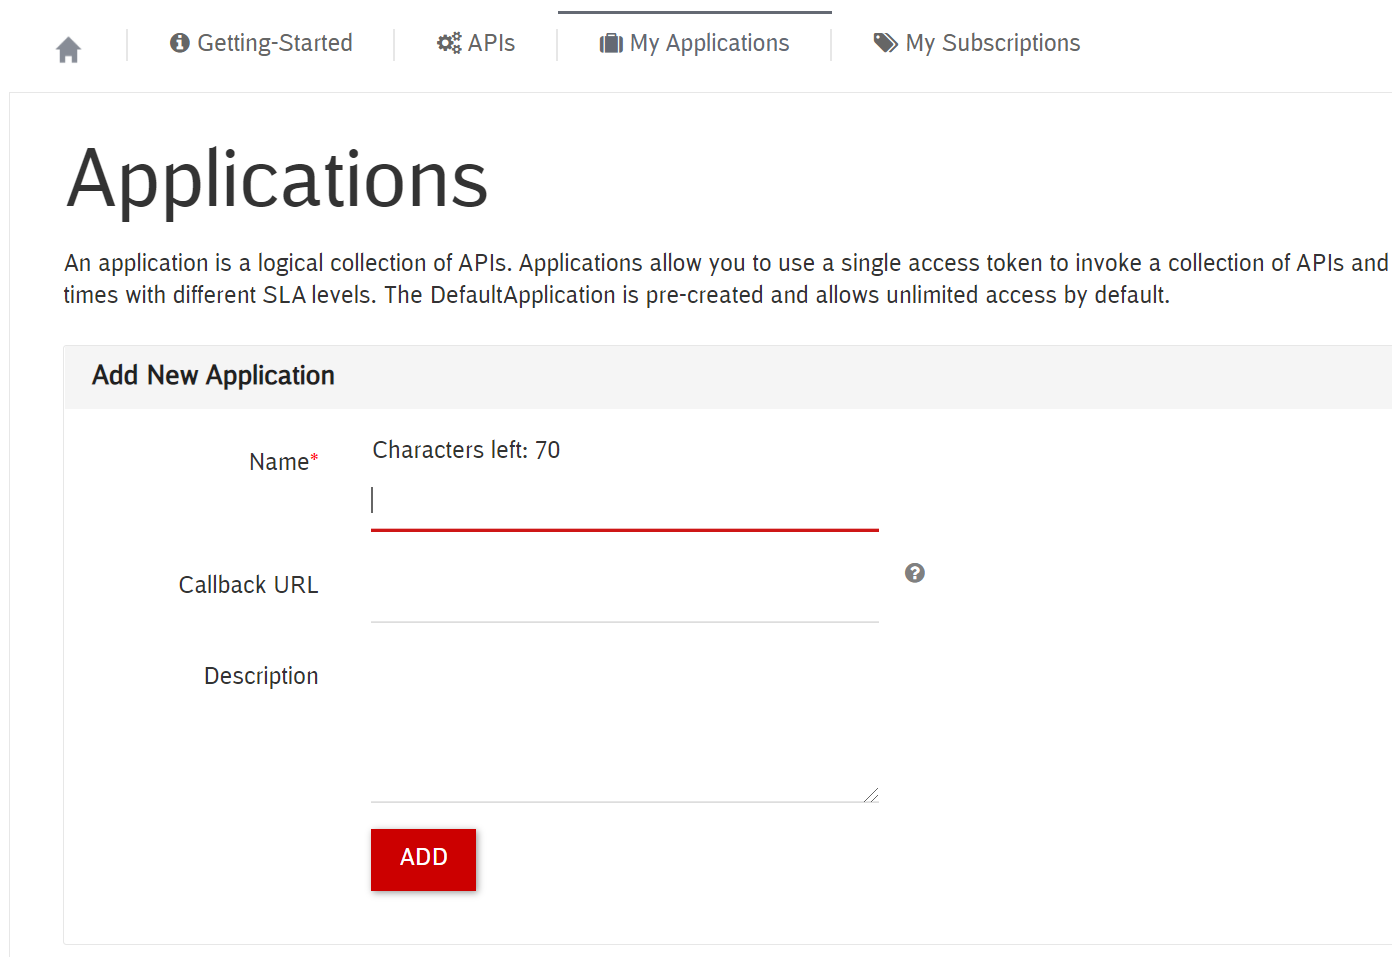 Getting-Started
APIs
My Applications
My Subscriptions
Applications
An application is a logical collection of APIs. Applications allow you to use a single access token to invoke a collection of APIs and
times with different SLA levels. The DefaultApplication is pre-created and allows unlimited access by default.
Add New Application
Name*
Characters left: 70
Callback URL
Description
ADD